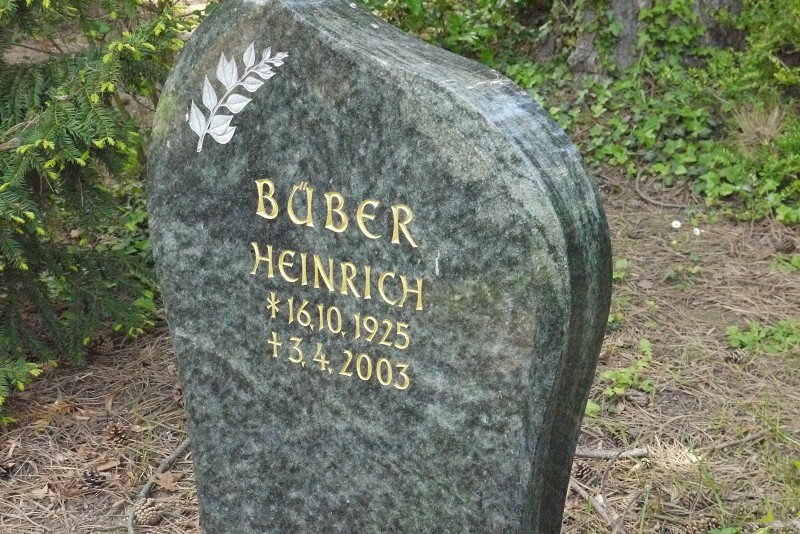 BÜBER
HEINRICH
* 16.10.1925
† 3.4.2003